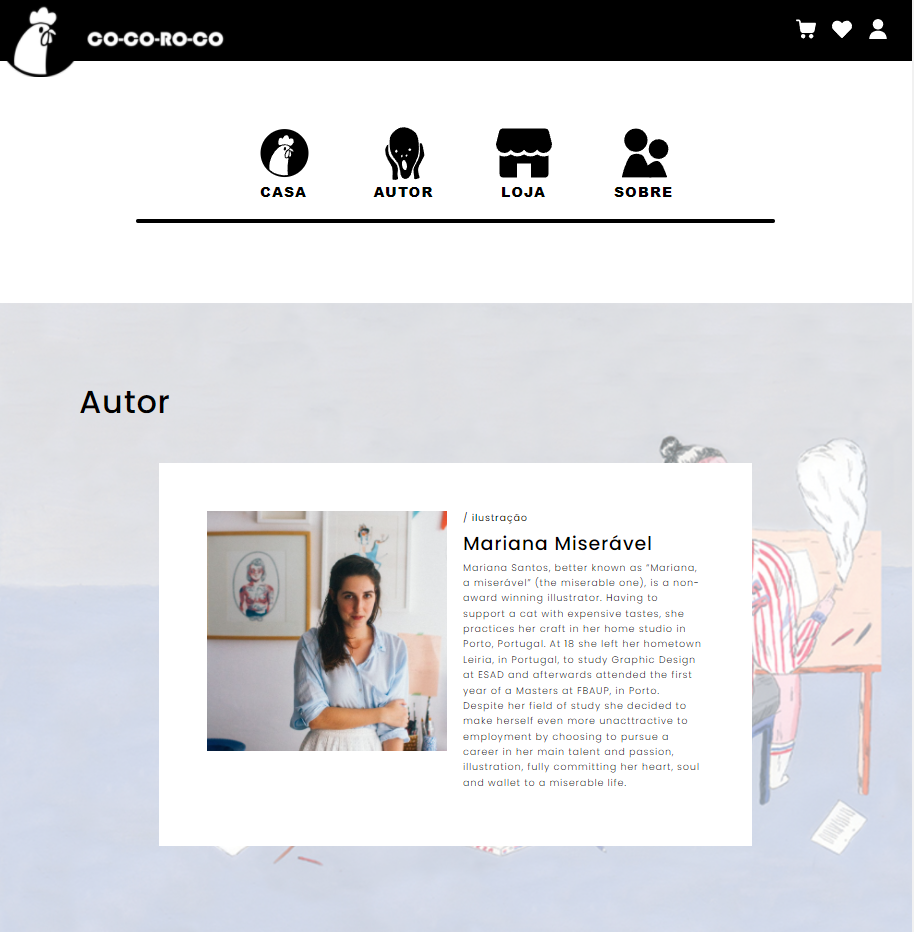 CO-CO-RO-CO
CASA AUTOR LOJA SOBRE
Autor
/ ilustração
Mariana Miserável
Mariana Santos, better known as “Mariana,
a miserável” (the miserable one), is a non-
award winning illustrator. Having to
support a cat with expensive tastes, she
practices her craft in her home studio in
Porto, Portugal. At 18 she left her hometown
Leiria, in Portugal, to study Graphic Design
at ESAD and afterwards attended the first
year of a Masters at FBAUP, in Porto.
Despite her field of study she decided to
make herself even more unacttractive to
employment by choosing to pursue a
career in her main talent and passion,
illustration, fully committing her heart, soul
and wallet to a miserable life.